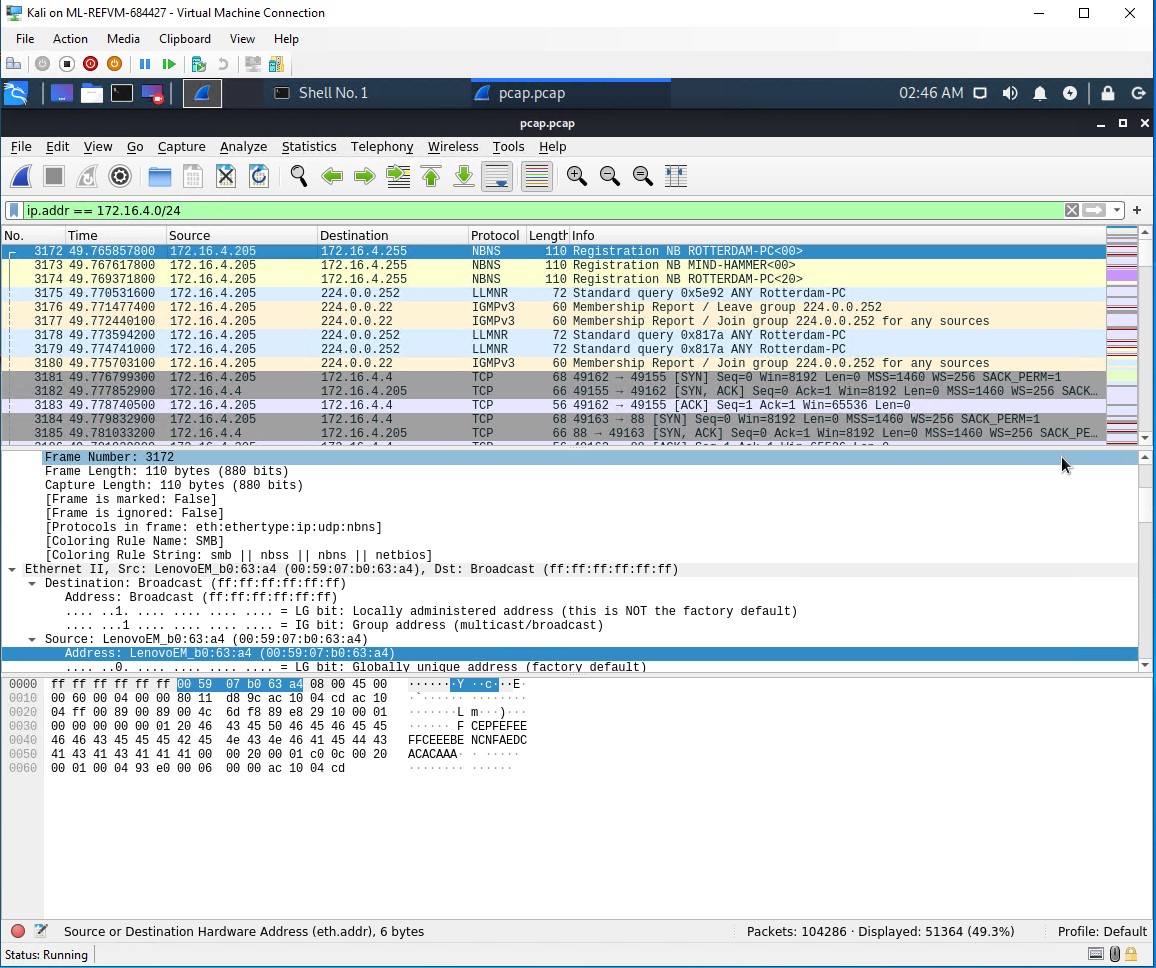 Kali on ML-REFVM-684427 - Virtual Machine Connection
File Action Media Clipboard View Help
Shell No. 1 pcap.pcap 02:46 AM
pcap.pcap
File Edit View Go Capture Analyze Statistics Telephony Wireless Tools Help
ip.addr == 172.16.4.0/24
No. Time Source Destination Protocol Length Info
3172 49.765857800 172.16.4.205 172.16.4.255 NBNS 110 Registration NB ROTTERDAM-PC<00>
3173 49.767617800 172.16.4.205 172.16.4.255 NBNS 110 Registration NB MIND-HAMMER<00>
3174 49.769371800 172.16.4.205 172.16.4.255 NBNS 110 Registration NB ROTTERDAM-PC<20>
3175 49.770531600 172.16.4.205 224.0.0.252 LLMNR 72 Standard query 0x5e92 ANY Rotterdam-PC
3176 49.771477400 172.16.4.205 224.0.0.22 IGMPv3 60 Membership Report / Leave group 224.0.0.252
3177 49.772440100 172.16.4.205 224.0.0.22 IGMPv3 60 Membership Report / Join group 224.0.0.252 for any sources
3178 49.773594200 172.16.4.205 224.0.0.252 LLMNR 72 Standard query 0x817a ANY Rotterdam-PC
3179 49.774741000 172.16.4.205 224.0.0.252 LLMNR 72 Standard query 0x817a ANY Rotterdam-PC
3180 49.775703100 172.16.4.205 224.0.0.22 IGMPv3 60 Membership Report / Join group 224.0.0.252 for any sources
3181 49.776799300 172.16.4.205 172.16.4.4 TCP 68 49162 → 49155 [SYN] Seq=0 Win=8192 Len=0 MSS=1460 WS=256 SACK_PERM=1
3182 49.777852900 172.16.4.4 172.16.4.205 TCP 66 49155 → 49162 [SYN, ACK] Seq=0 Ack=1 Win=8192 Len=0 MSS=1460 WS=256 SACK…
3183 49.778740500 172.16.4.205 172.16.4.4 TCP 56 49162 → 49155 [ACK] Seq=1 Ack=1 Win=65536 Len=0
3184 49.779832900 172.16.4.205 172.16.4.4 TCP 68 49163 → 88 [SYN] Seq=0 Win=8192 Len=0 MSS=1460 WS=256 SACK_PERM=1
3185 49.781033200 172.16.4.4 172.16.4.205 TCP 66 88 → 49163 [SYN, ACK] Seq=0 Ack=1 Win=8192 Len=0 MSS=1460 WS=256 SACK_PE…
Frame Number: 3172
Frame Length: 110 bytes (880 bits)
Capture Length: 110 bytes (880 bits)
[Frame is marked: False]
[Frame is ignored: False]
[Protocols in frame: eth:ethertype:ip:udp:nbns]
[Coloring Rule Name: SMB]
[Coloring Rule String: smb || nbss || nbns || netbios]
Ethernet II, Src: LenovoEM_b0:63:a4 (00:59:07:b0:63:a4), Dst: Broadcast (ff:ff:ff:ff:ff:ff)
Destination: Broadcast (ff:ff:ff:ff:ff:ff)
Address: Broadcast (ff:ff:ff:ff:ff:ff)
.... ..1. .... .... .... .... = LG bit: Locally administered address (this is NOT the factory default)
.... ...1 .... .... .... .... = IG bit: Group address (multicast/broadcast)
Source: LenovoEM_b0:63:a4 (00:59:07:b0:63:a4)
Address: LenovoEM_b0:63:a4 (00:59:07:b0:63:a4)
.... ..0. .... .... .... .... = LG bit: Globally unique address (factory default)
0000 ff ff ff ff ff ff 00 59 07 b0 63 a4 08 00 45 00 ·······Y ··c···E·
0010 00 60 00 04 00 00 80 11 d8 9c ac 10 04 cd ac 10 ·`······ ········
0020 04 ff 00 89 00 89 00 4c 6d f8 89 e8 29 10 00 01 ·······L m···)···
0030 00 00 00 00 00 01 20 46 43 45 50 46 45 46 45 45 ······ F CEPFEFEE
0040 46 46 43 45 45 45 42 45 4e 43 4e 46 41 45 44 43 FFCEEEBE NCNFAEDC
0050 41 43 41 43 41 41 41 00 00 20 00 01 c0 0c 00 20 ACACAAA· · ·····
0060 00 01 00 04 93 e0 00 06 00 00 ac 10 04 cd ········ ······
Source or Destination Hardware Address (eth.addr), 6 bytes Packets: 104286 · Displayed: 51364 (49.3%) Profile: Default
Status: Running